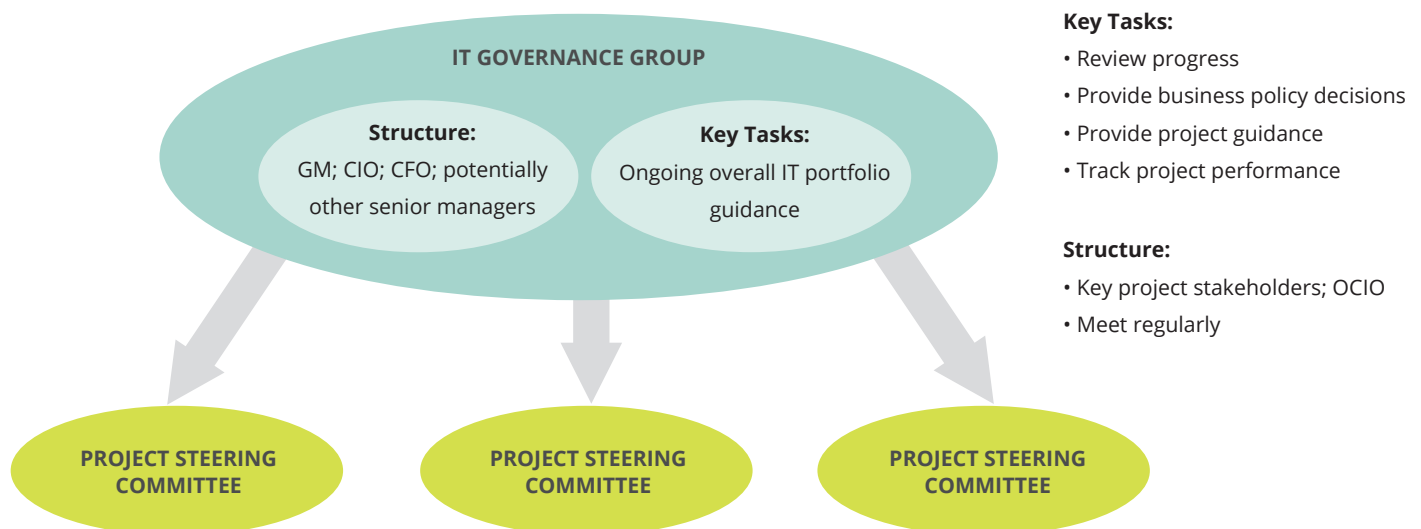 IT GOVERNANCE GROUP
Structure:
GM; CIO; CFO; potentially
other senior managers
Key Tasks:
Ongoing overall IT portfolio
guidance
Key Tasks:
• Review progress
• Provide business policy decisions
• Provide project guidance
• Track project performance
Structure:
• Key project stakeholders; OCIO
• Meet regularly
PROJECT STEERING
COMMITTEE
PROJECT STEERING
COMMITTEE
PROJECT STEERING
COMMITTEE